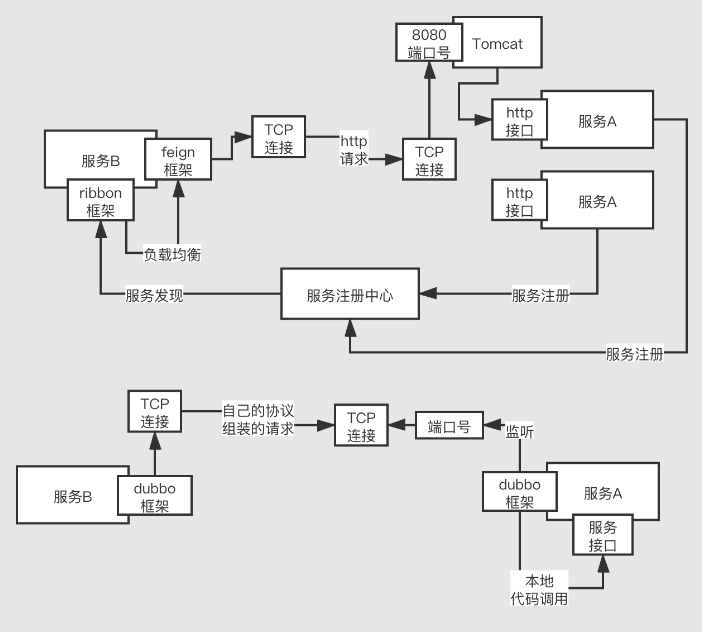 8080
端口号
Tomcat
http
接口
服务A
TCP
连接
http
请求
TCP
连接
服务B
feign
框架
ribbon
框架
http
接口
服务A
负载均衡
服务发现
服务注册中心
服务注册
服务注册
TCP
连接
自己的协议
组装的请求
TCP
连接
端口号
监听
服务B
dubbo
框架
dubbo
框架
服务A
服务
接口
本地
代码调用